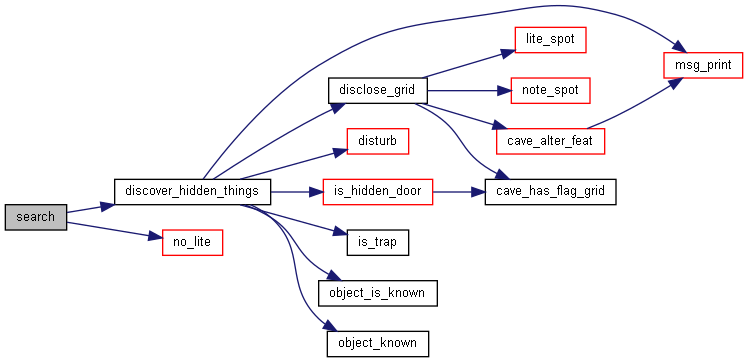 lite_spot
msg_print
disclose_grid
note_spot
disturb
cave_alter_feat
discover_hidden_things
is_hidden_door
cave_has_flag_grid
search
no_lite
is_trap
object_is_known
object_known